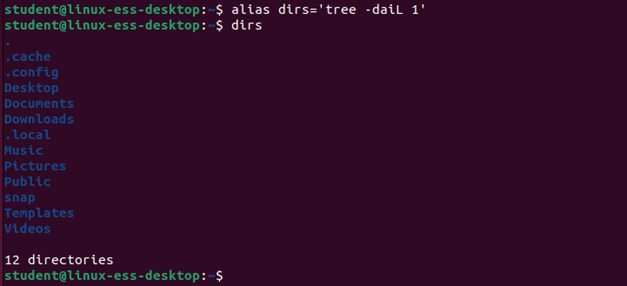 student@linux-ess-desktop:~$ alias dirs='tree -daiL 1'
student@linux-ess-desktop:~$ dirs
.
.cache
.config
Desktop
Documents
Downloads
.local
Music
Pictures
Public
snap
Templates
Videos
12 directories
student@linux-ess-desktop:~$